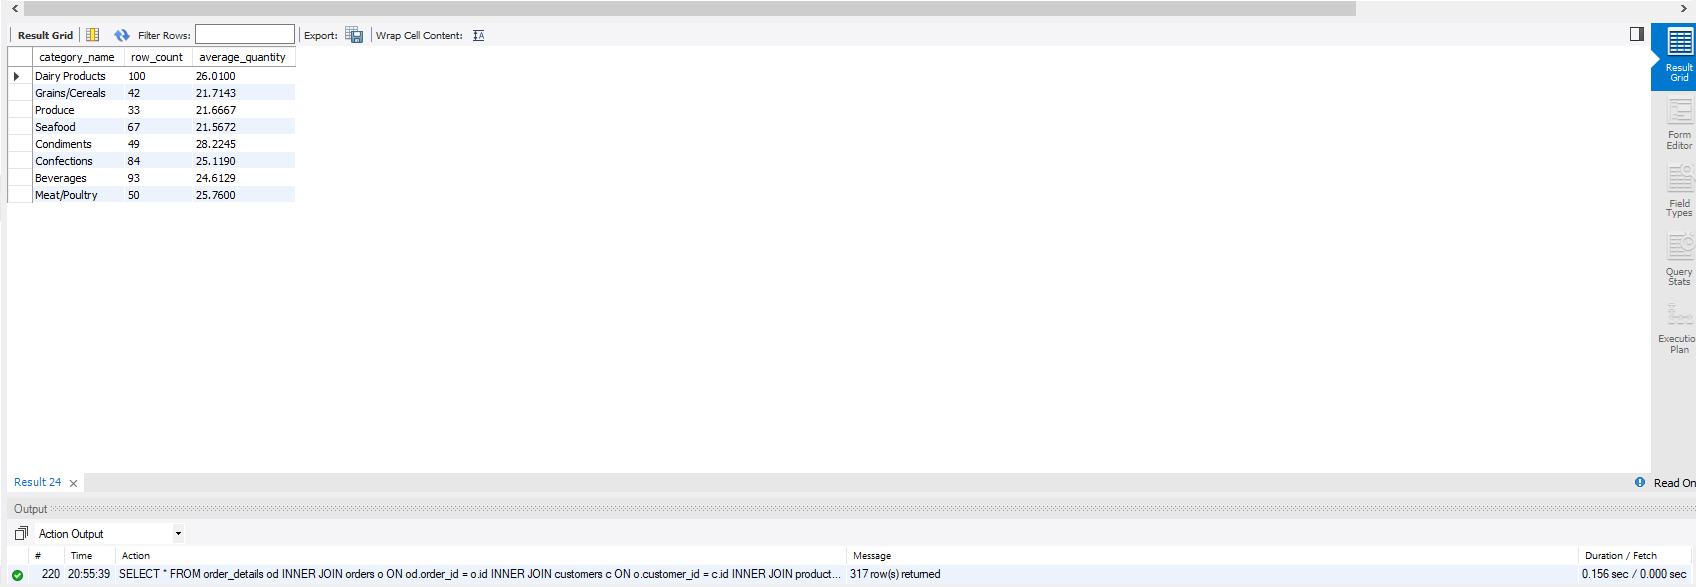 Result Grid Filter Rows: Export: Wrap Cell Content:
category_name row_count average_quantity
Dairy Products 100 26.0100
Grains/Cereals 42 21.7143
Produce 33 21.6667
Seafood 67 21.5672
Condiments 49 28.2245
Confections 84 25.1190
Beverages 93 24.6129
Meat/Poultry 50 25.7600
Result
Grid
Form
Editor
Field
Types
Query
Stats
Executio
Plan
Result 24
Read On
Output
Action Output
# Time Action Message Duration / Fetch
220 20:55:39 SELECT * FROM order_details od INNER JOIN orders o ON od.order_id = o.id INNER JOIN customers c ON o.customer_id = c.id INNER JOIN product... 317 row(s) returned 0.156 sec / 0.000 sec